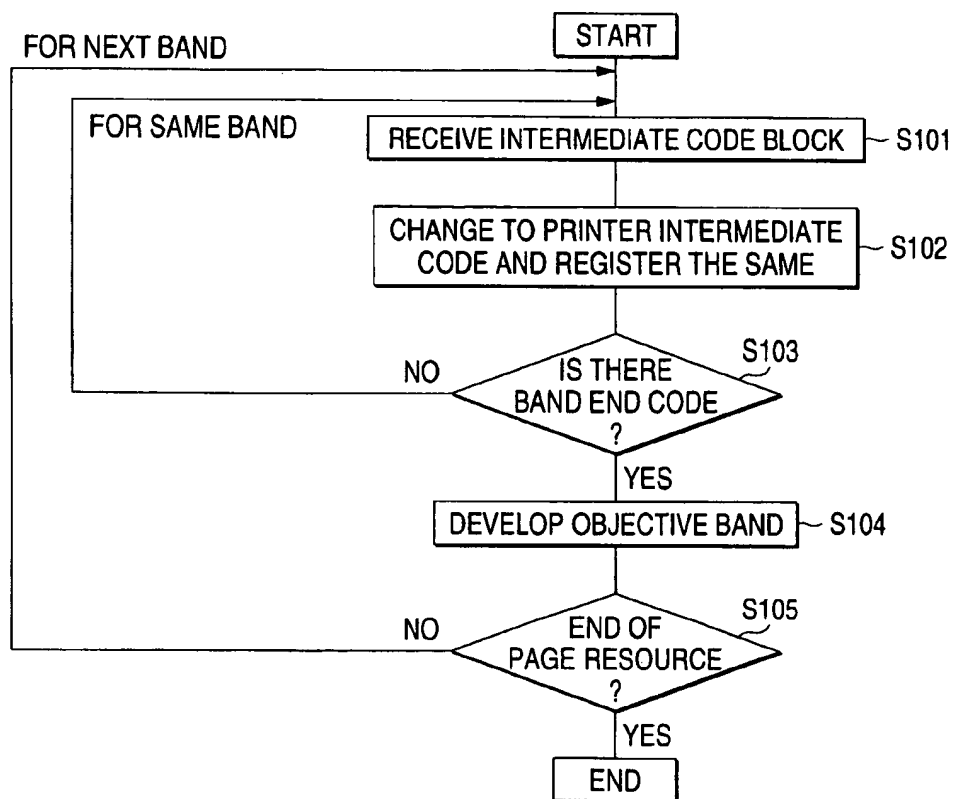 START
FOR NEXT BAND
FOR SAME BAND
RECEIVE INTERMEDIATE CODE BLOCK
S101
CHANGE TO PRINTER INTERMEDIATE
CODE AND REGISTER THE SAME
S102
S103
NO
IS THERE
BAND END CODE
?
YES
DEVELOP OBJECTIVE BAND
S104
S105
NO
END OF
PAGE RESOURCE
?
YES
END